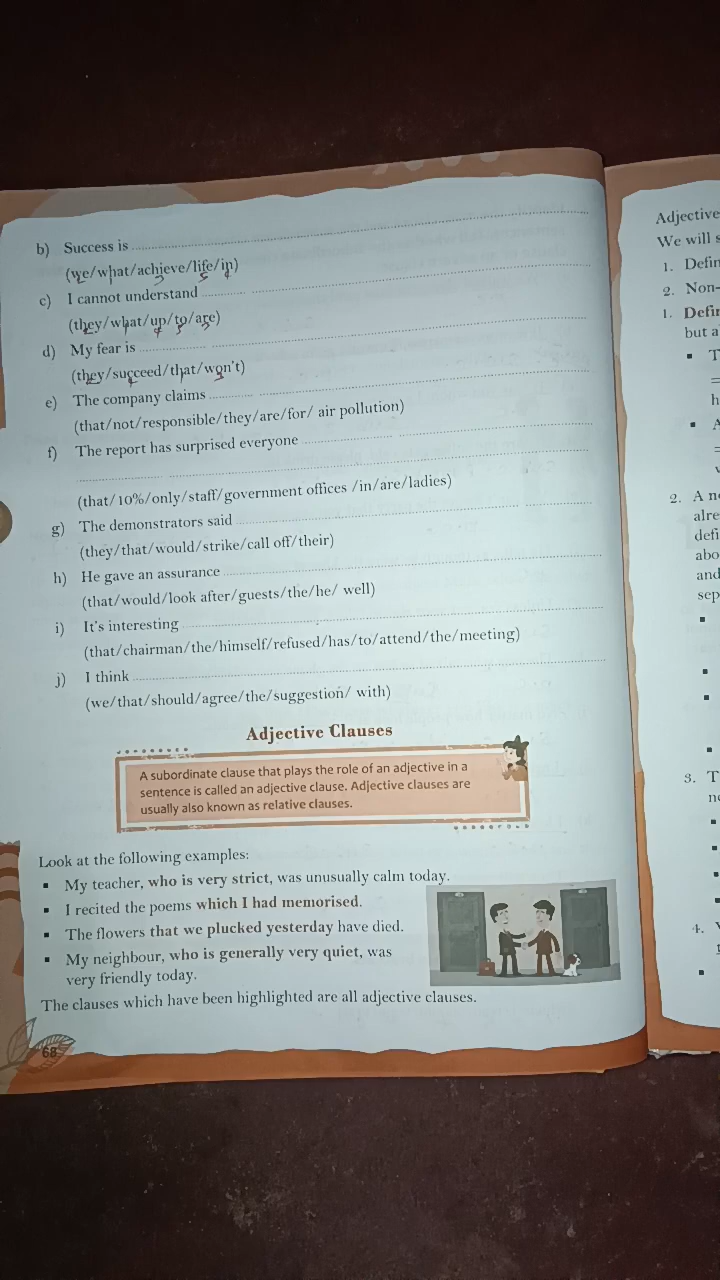 b) Success is
(we/what/achieve/life/in)
c) I cannot understand
(they/what/up/to/are)
d) My fear is
(they/succeed/that/won't)
e) The company claims
(that/not/responsible/they/are/for/ air pollution)
f) The report has surprised everyone
(that/10%/only/staff/government offices /in/are/ladies)
g) The demonstrators said
(they/that/would/strike/call off/their)
h) He gave an assurance
(that/would/look after/guests/the/he/ well)
i) It's interesting
(that/chairman/the/himself/refused/has/to/attend/the/meeting)
j) I think
(we/that/should/agree/the/suggestion/ with)
Adjective Clauses
A subordinate clause that plays the role of an adjective in a
sentence is called an adjective clause. Adjective clauses are
usually also known as relative clauses.
Look at the following examples:
▪ My teacher, who is very strict, was unusually calm today.
▪ I recited the poems which I had memorised.
▪ The flowers that we plucked yesterday have died.
▪ My neighbour, who is generally very quiet, was
very friendly today.
The clauses which have been highlighted are all adjective clauses.
68
Adjective
We will
1. Defin
2. Non-
1. Defin
but a
2. A
alre
defi
abo
and
sep
3. T
4.